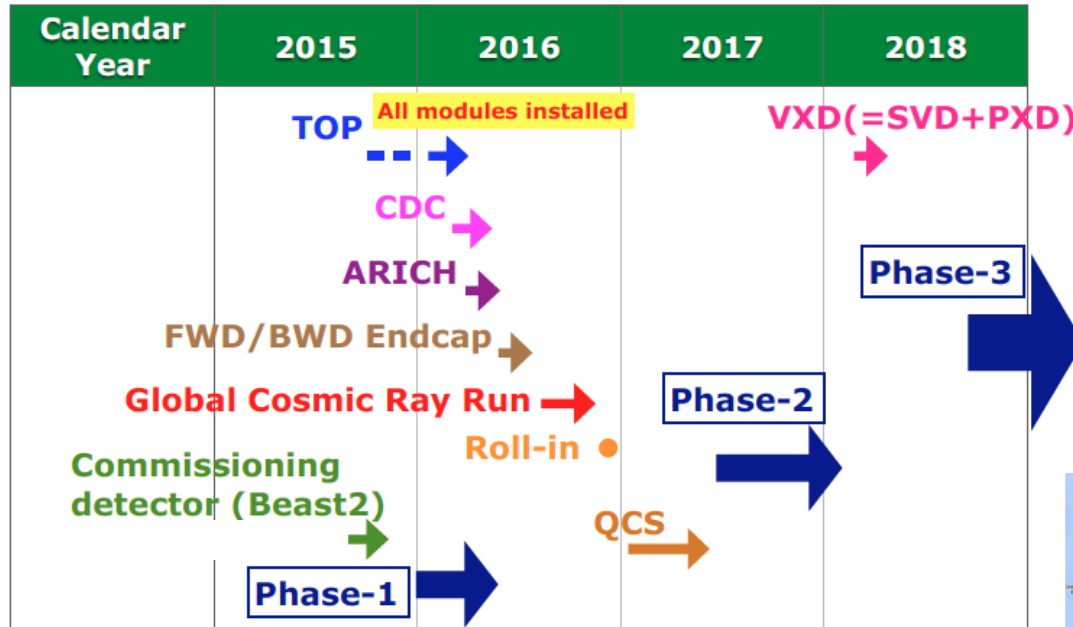 Calendar
Year
2015
2016
2017
2018
All modules installed
TOP
VXD(=SVD+PXD)
CDC
ARICH
Phase-3
FWD/BWD Endcap
Global Cosmic Ray Run
Phase-2
Roll-in
Commissioning
detector (Beast2)
QCS
Phase-1